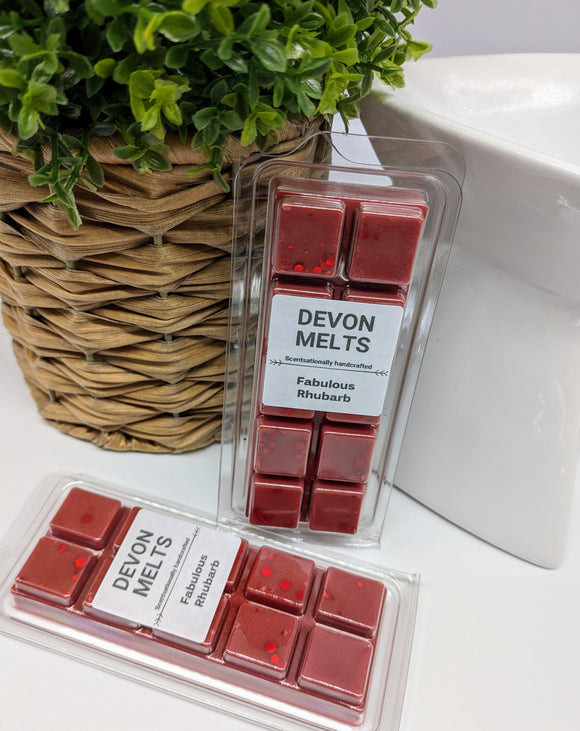 DEVON
MELTS
Scentsationally handcrafted
Fabulous
Rhubarb
DEVON
MELTS
Scentsationally handcrafted
Fabulous
Rhubarb